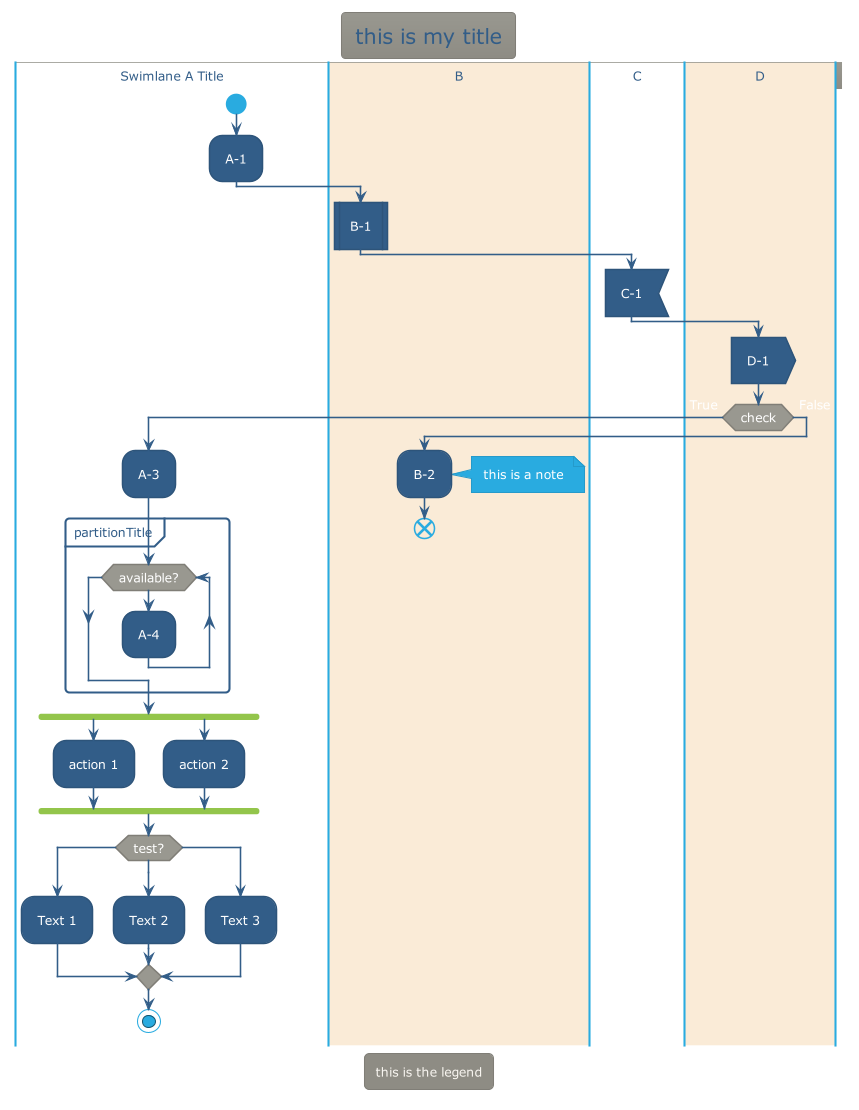 this is my title
Swimlane A Title
B
C
D
A-1
B-1
C-1
D-1
True
check
False
A-3
B-2
this is a note
partitionTitle
available?
A-4
action 1
action 2
test?
Text 1
Text 2
Text 3
this is the legend